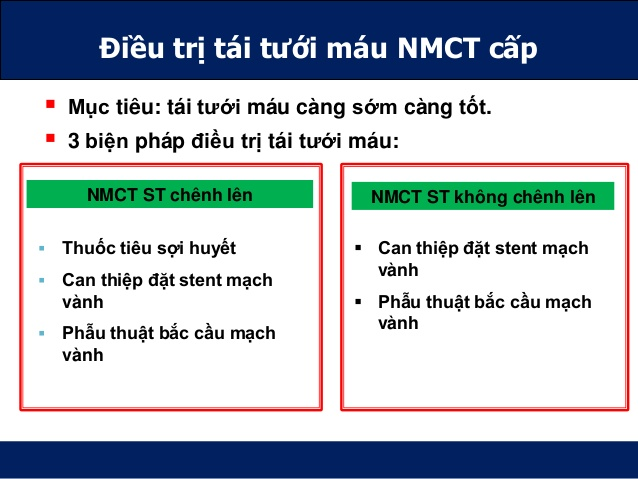 Điều trị tái tưới máu NMCT cấp
Mục tiêu: tái tưới máu càng sớm càng tốt.
3 biện pháp điều trị tái tưới máu:
NMCT ST chênh lên
Thuốc tiêu sợi huyết
Can thiệp đặt stent mạch
vành
Phẫu thuật bắc cầu mạch
vành
NMCT ST không chênh lên
Can thiệp đặt stent mạch
vành
Phẫu thuật bắc cầu mạch
vành